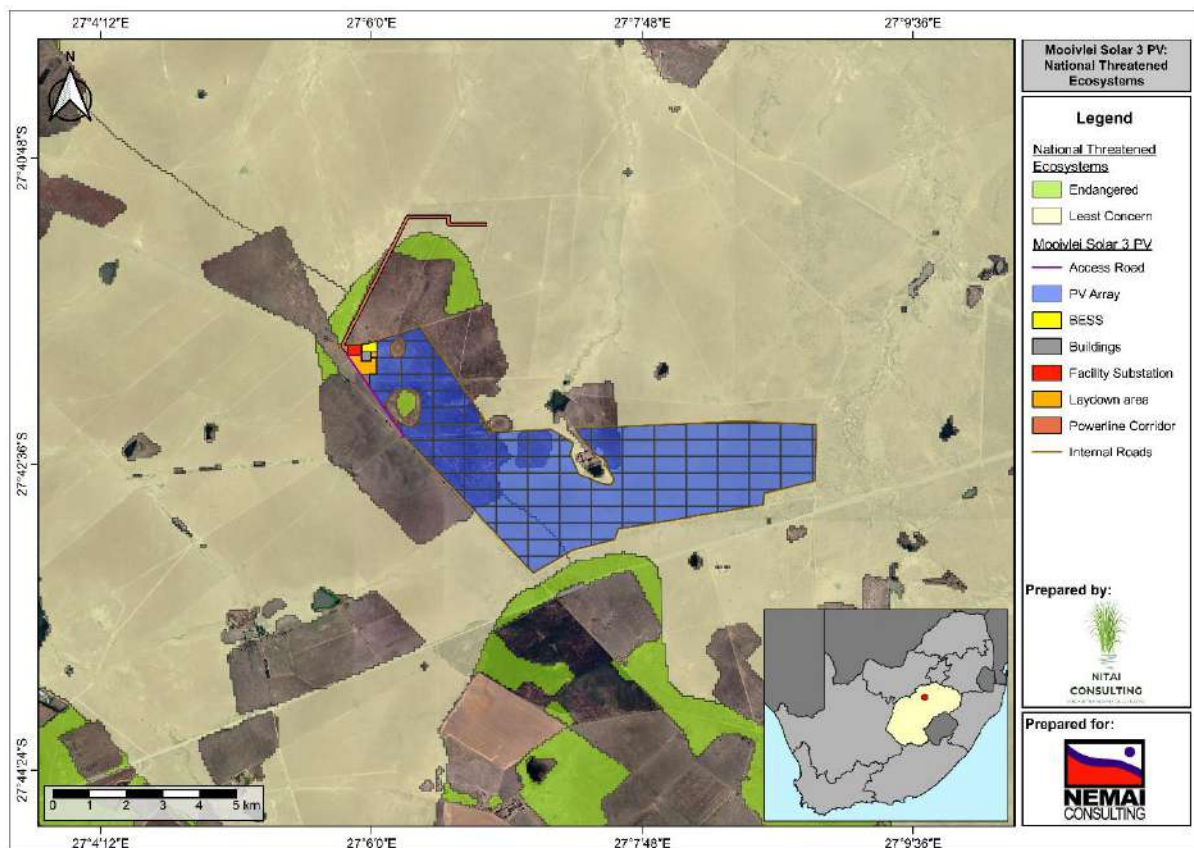 27°4'12"E
27°6'0"E
27°7'48"E
27°9'36"E
27°40'48"S
27°42'36"S
27°44'24"S
N
0 1 2 3 4 5 km
27°4'12"E
27°6'0"E
27°7'48"E
27°9'36"E
Mooivlei Solar 3 PV:
National Threatened
Ecosystems
Legend
National Threatened
Ecosystems
Endangered
Least Concern
Mooivlei Solar 3 PV
Access Road
PV Array
BESS
Buildings
Facility Substation
Laydown area
Powerline Corridor
Internal Roads
Prepared by:
NITAI
CONSULTING
Prepared for:
NEMAI
CONSULTING